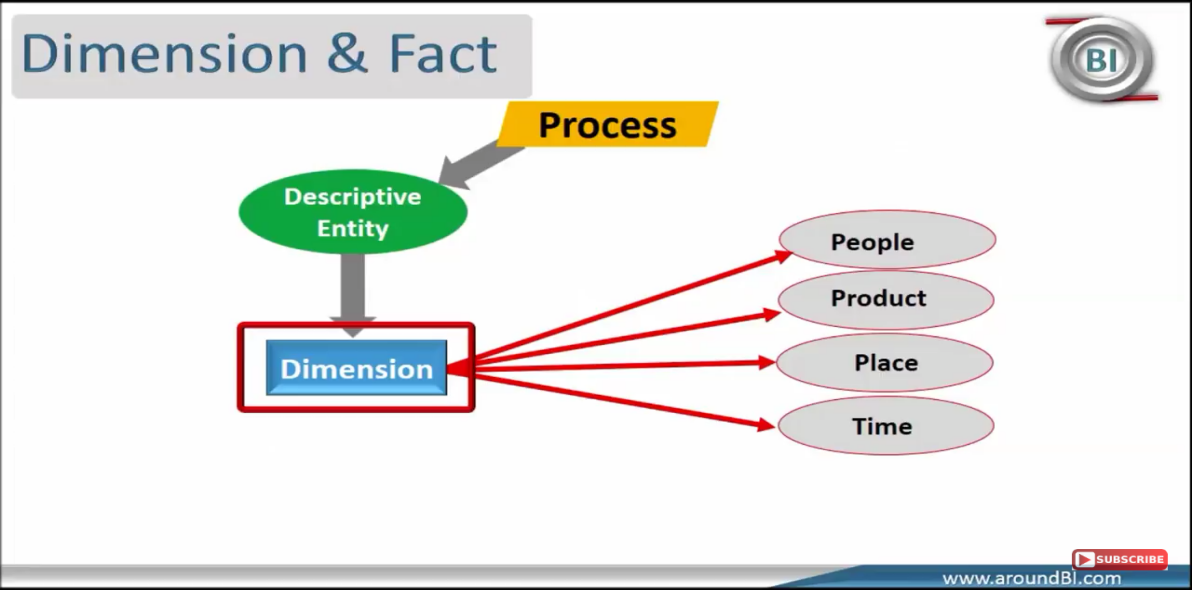 Dimension & Fact
BI
Process
Descriptive
Entity
People
Product
Dimension
Place
Time
SUBSCRIBE
www.aroundBI.com